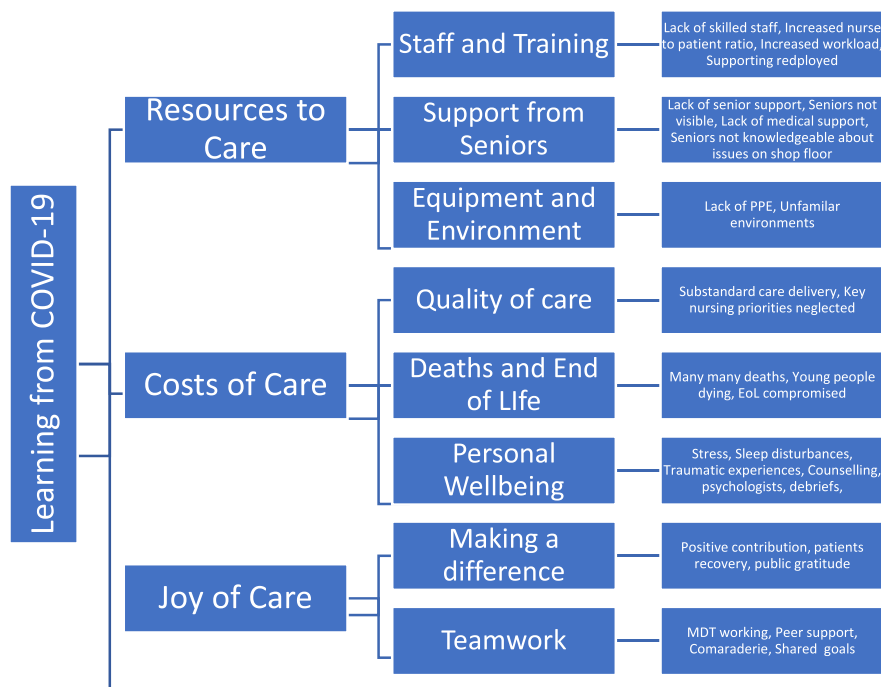 Learning from COVID-19
Resources to
Care
Staff and Training
Lack of skilled staff, Increased nurse
to patient ratio, Increased workload,
Supporting redployed
Support from
Seniors
Lack of senior support, Seniors not
visible, Lack of medical support,
Seniors not knowledgeable about
issues on shop floor
Equipment and
Environment
Lack of PPE, Unfamilar
environments
Costs of Care
Quality of care
Substandard care delivery, Key
nursing priorities neglected
Deaths and End
of LIfe
Many many deaths, Young people
dying, EoL compromised
Personal
Wellbeing
Stress, Sleep disturbances,
Traumatic experiences, Counselling,
psychologists, debriefs,
Joy of Care
Making a
difference
Positive contribution, patients
recovery, public gratitude
Teamwork
MDT working, Peer support,
Comaraderie, Shared goals